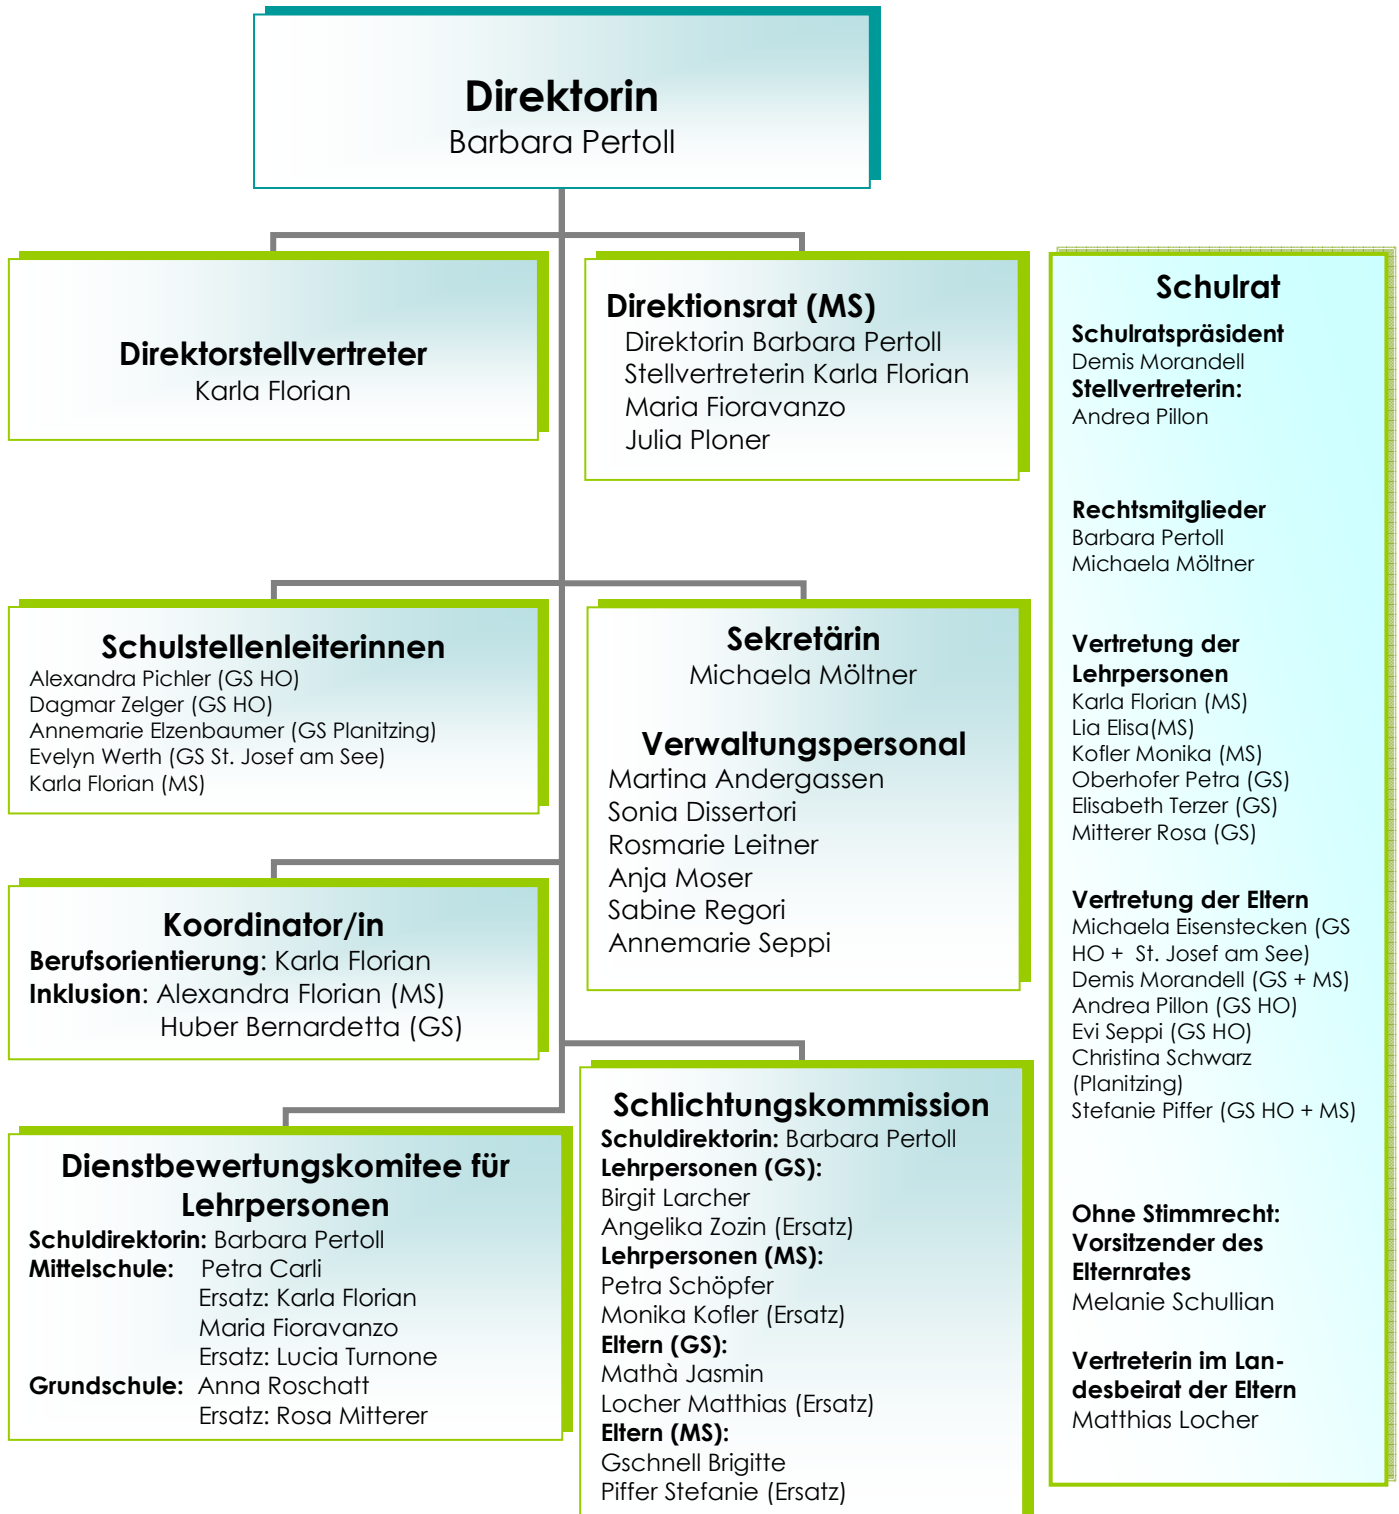 Direktorin
Barbara Pertoll
Direktorstellvertreter
Karla Florian
Direktionsrat (MS)
Direktorin Barbara Pertoll
Stellvertreterin Karla Florian
Maria Fioravanzo
Julia Ploner
Schulstellenleiterinnen
Alexandra Pichler (GS HO)
Dagmar Zelger (GS HO)
Annemarie Elzenbaumer (GS Planitzing)
Evelyn Werth (GS St. Josef am See)
Karla Florian (MS)
Sekretärin
Michaela Möltner
Verwaltungspersonal
Martina Andergassen
Sonia Dissertori
Rosmarie Leitner
Anja Moser
Sabine Regori
Annemarie Seppi
Koordinator/in
Berufsorientierung: Karla Florian
Inklusion: Alexandra Florian (MS)
Huber Bernardetta (GS)
Dienstbewertungskomitee für
Lehrpersonen
Schuldirektorin: Barbara Pertoll
Mittelschule: Petra Carli
Ersatz: Karla Florian
Maria Fioravanzo
Ersatz: Lucia Turnone
Grundschule: Anna Roschatt
Ersatz: Rosa Mitterer
Schlichtungskommission
Schuldirektorin: Barbara Pertoll
Lehrpersonen (GS):
Birgit Larcher
Angelika Zozin (Ersatz)
Lehrpersonen (MS):
Petra Schöpfer
Monika Kofler (Ersatz)
Eltern (GS):
Mathà Jasmin
Locher Matthias (Ersatz)
Eltern (MS):
Gschnell Brigitte
Piffer Stefanie (Ersatz)
Schulrat
Schulratspräsident
Demis Morandell
Stellvertreterin:
Andrea Pillon
Rechtsmitglieder
Barbara Pertoll
Michaela Möltner
Vertretung der
Lehrpersonen
Karla Florian (MS)
Lia Elisa(MS)
Kofler Monika (MS)
Oberhofer Petra (GS)
Elisabeth Terzer (GS)
Mitterer Rosa (GS)
Vertretung der Eltern
Michaela Eisenstecken (GS
HO + St. Josef am See)
Demis Morandell (GS + MS)
Andrea Pillon (GS HO)
Evi Seppi (GS HO)
Christina Schwarz
(Planitzing)
Stefanie Piffer (GS HO + MS)
Ohne Stimmrecht:
Vorsitzender des
Elternrates
Melanie Schullian
Vertreterin im Lan-
desbeirat der Eltern
Matthias Locher